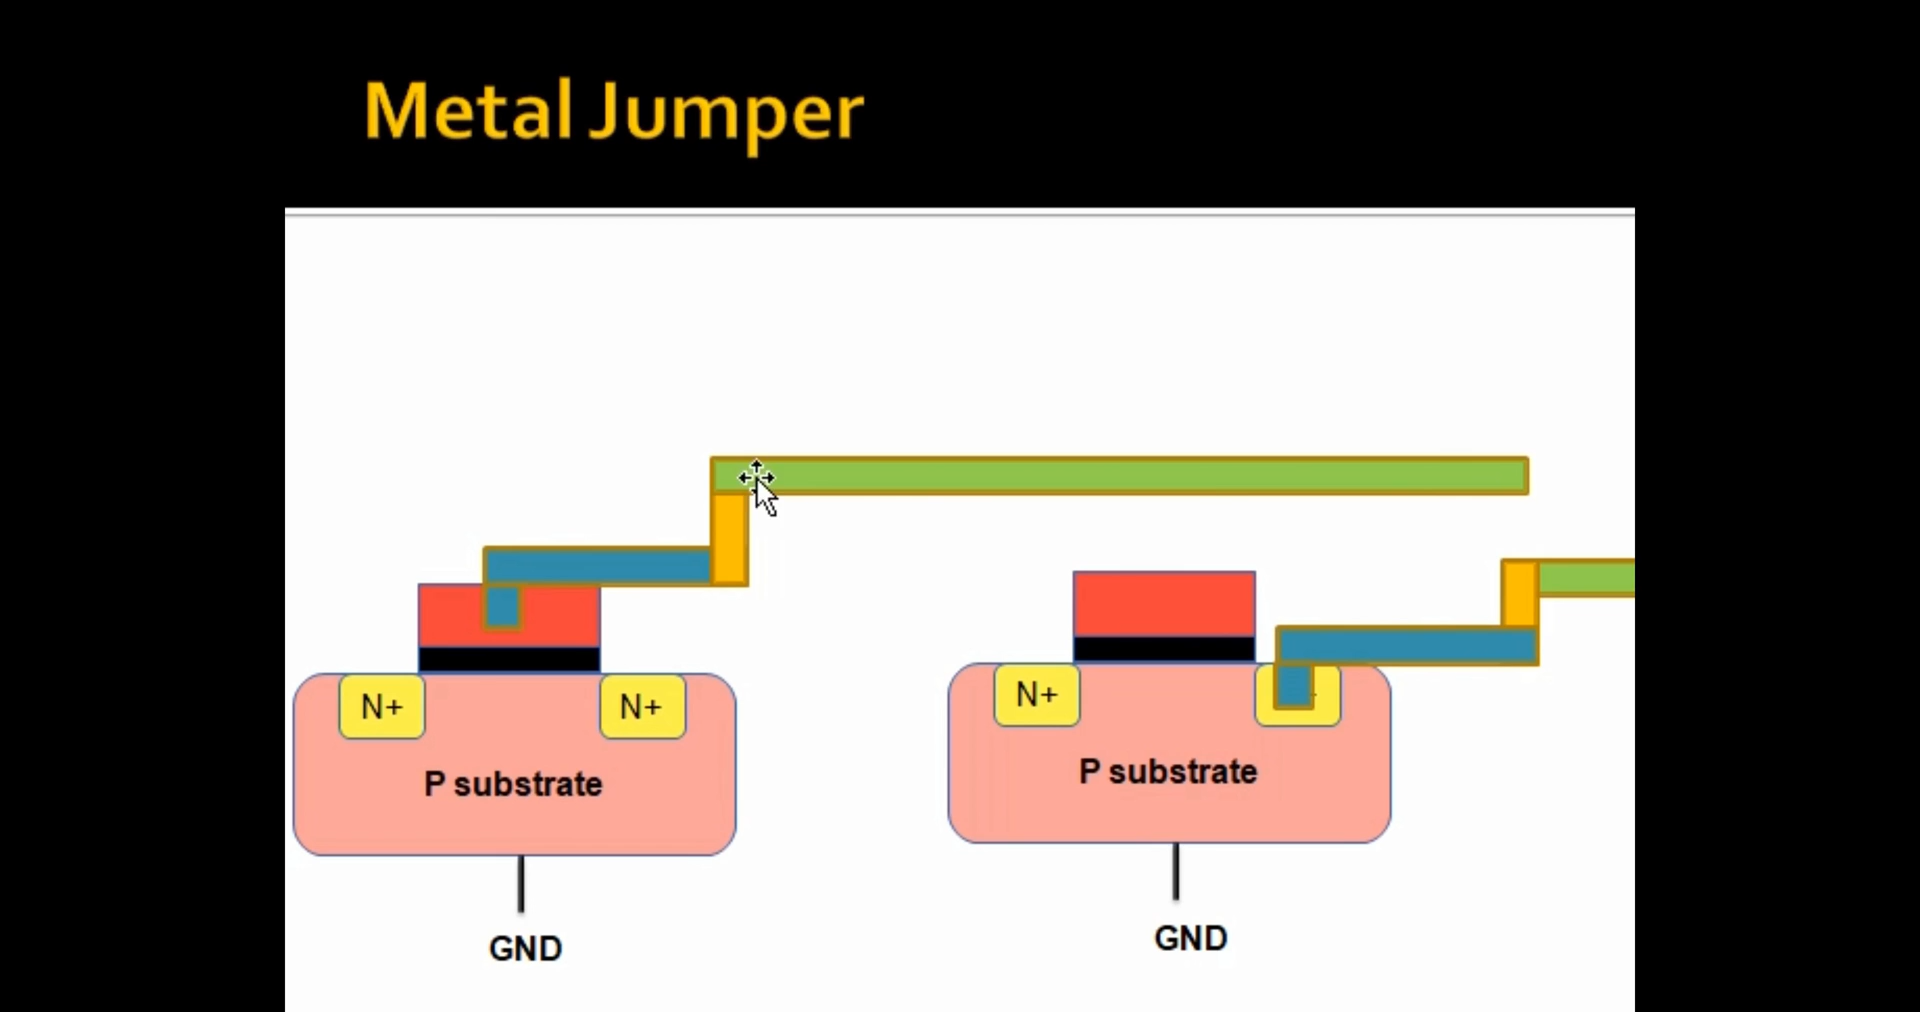 Metal Jumper
N+
N+
P substrate
GND
N+
P substrate
GND